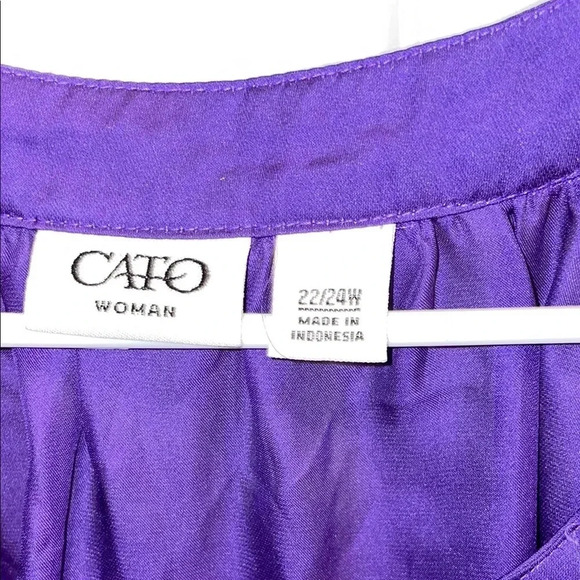 CATO
WOMAN
22/24W
MADE IN
INDONESIA